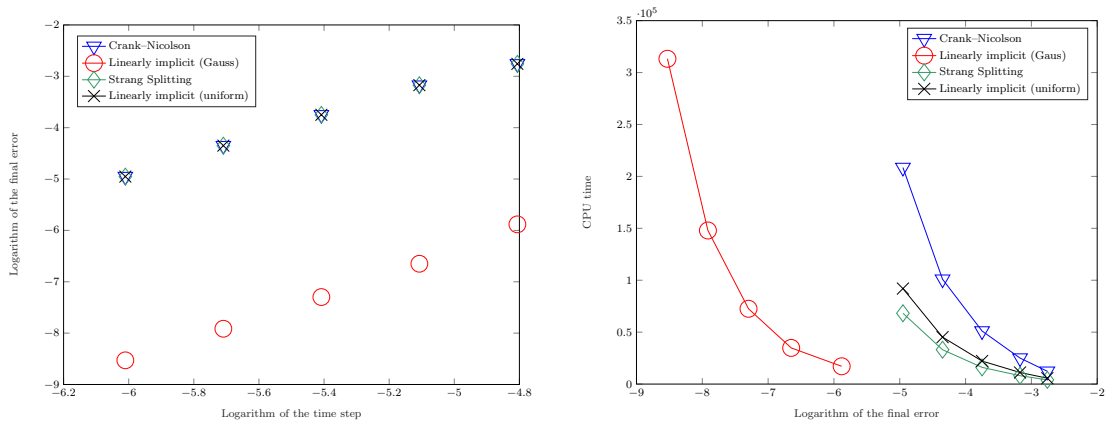 −2
−3
−4
−5
−6
−7
−8
−9
−6.2
−6
−5.8
−5.6
−5.4
−5.2
−5
−4.8
Logarithm of the time step
Logarithm of the final error
Crank–Nicolson
Linearly implicit (Gauss)
Strang Splitting
Linearly implicit (uniform)
·10⁵
3.5
3
2.5
2
1.5
1
0.5
0
−9
−8
−7
−6
−5
−4
−3
−2
Logarithm of the final error
CPU time
Crank–Nicolson
Linearly implicit (Gaus)
Strang Splitting
Linearly implicit (uniform)